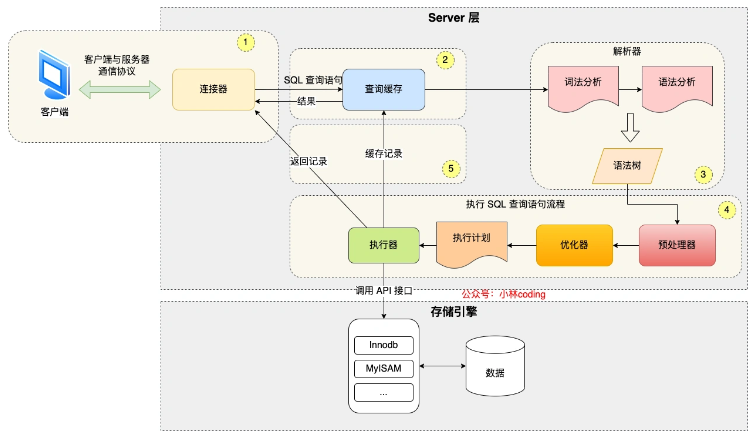 Server 层
1
客户端与服务器
通信协议
客户端
连接器
SQL 查询语句
结果
2
查询缓存
解析器
词法分析
语法分析
语法树
3
缓存记录
5
返回记录
执行 SQL 查询语句流程
4
执行器
执行计划
优化器
预处理器
调用 API 接口
公众号：小林coding
存储引擎
Innodb
MyISAM
...
数据